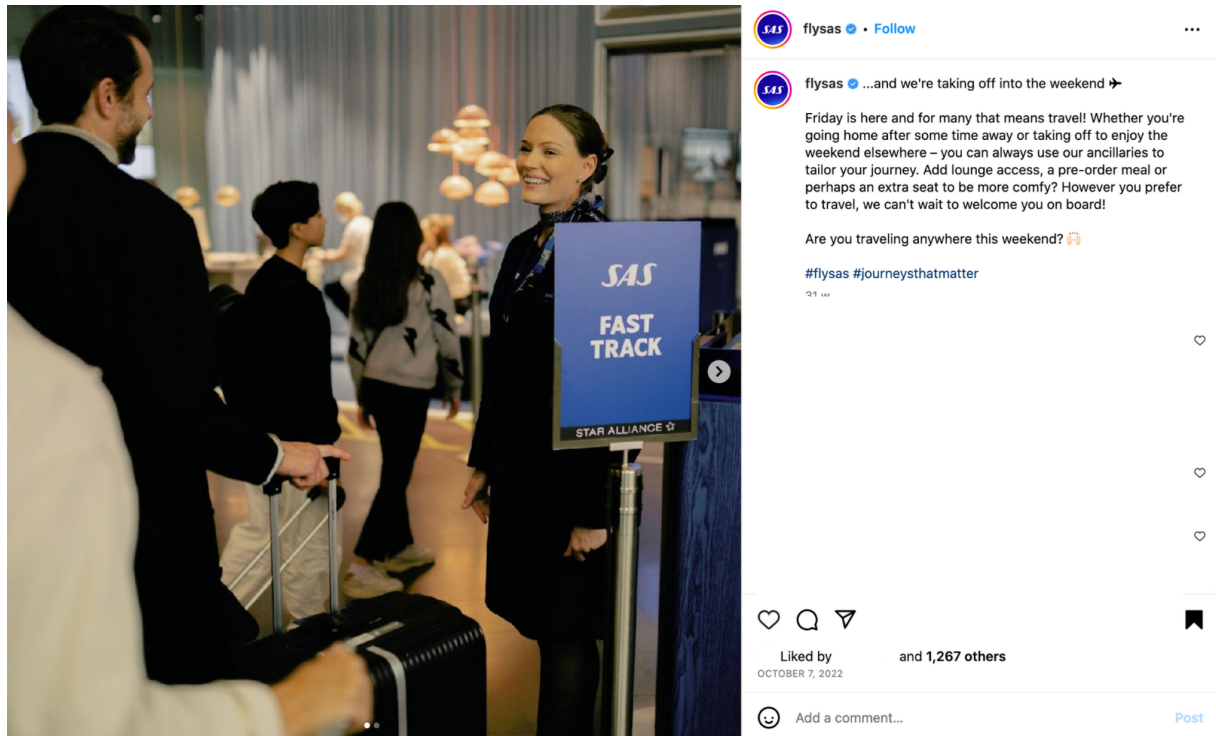 SAS
FAST
TRACK
STAR ALLIANCE
SAS
flysas • Follow
SAS
flysas ...and we're taking off into the weekend ✈
Friday is here and for many that means travel! Whether you're
going home after some time away or taking off to enjoy the
weekend elsewhere – you can always use our ancillaries to
tailor your journey. Add lounge access, a pre-order meal or
perhaps an extra seat to be more comfy? However you prefer
to travel, we can't wait to welcome you on board!
Are you traveling anywhere this weekend? 🙌🏻
#flysas #journeysthatmatter
31 w
Liked by and 1,267 others
OCTOBER 7, 2022
Add a comment... Post